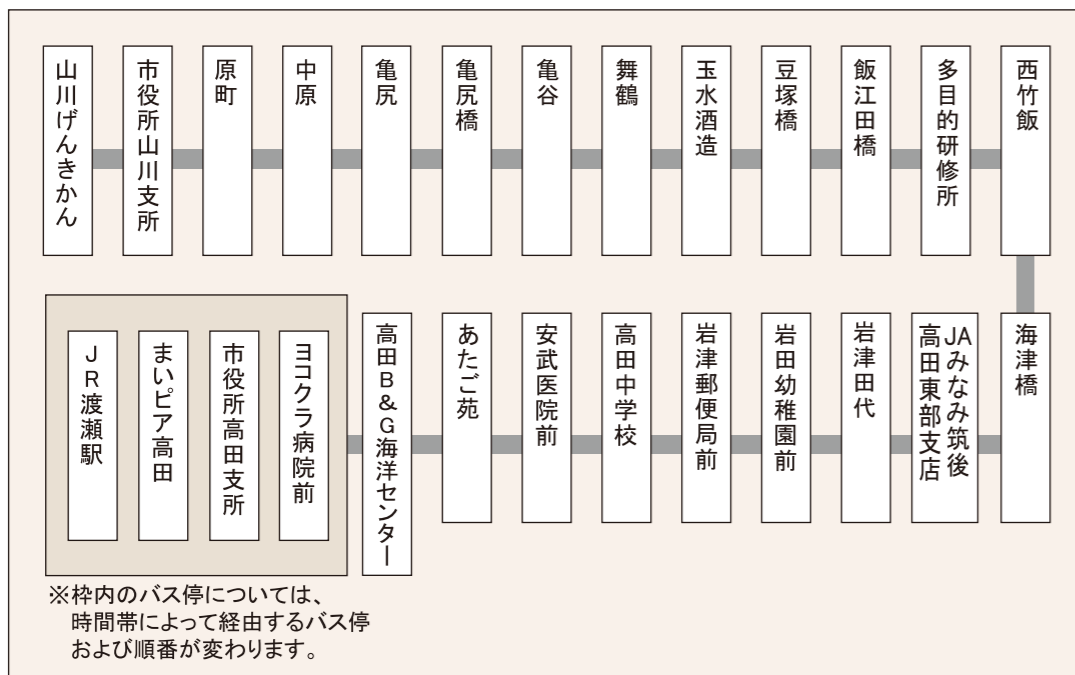 山川げんきかん
市役所山川支所
原町
中原
亀尻
亀尻橋
亀谷
舞鶴
玉水酒造
豆塚橋
飯江田橋
多目的研修所
西竹飯
海津橋
JAみなみ筑後
高田東部支店
岩津田代
岩田幼稚園前
岩津郵便局前
高田中学校
安武医院前
あたご苑
高田B&G海洋センター
ヨコクラ病院前
市役所高田支所
まいピア高田
JR渡瀬駅
※枠内のバス停については、
時間帯によって経由するバス停
および順番が変わります。